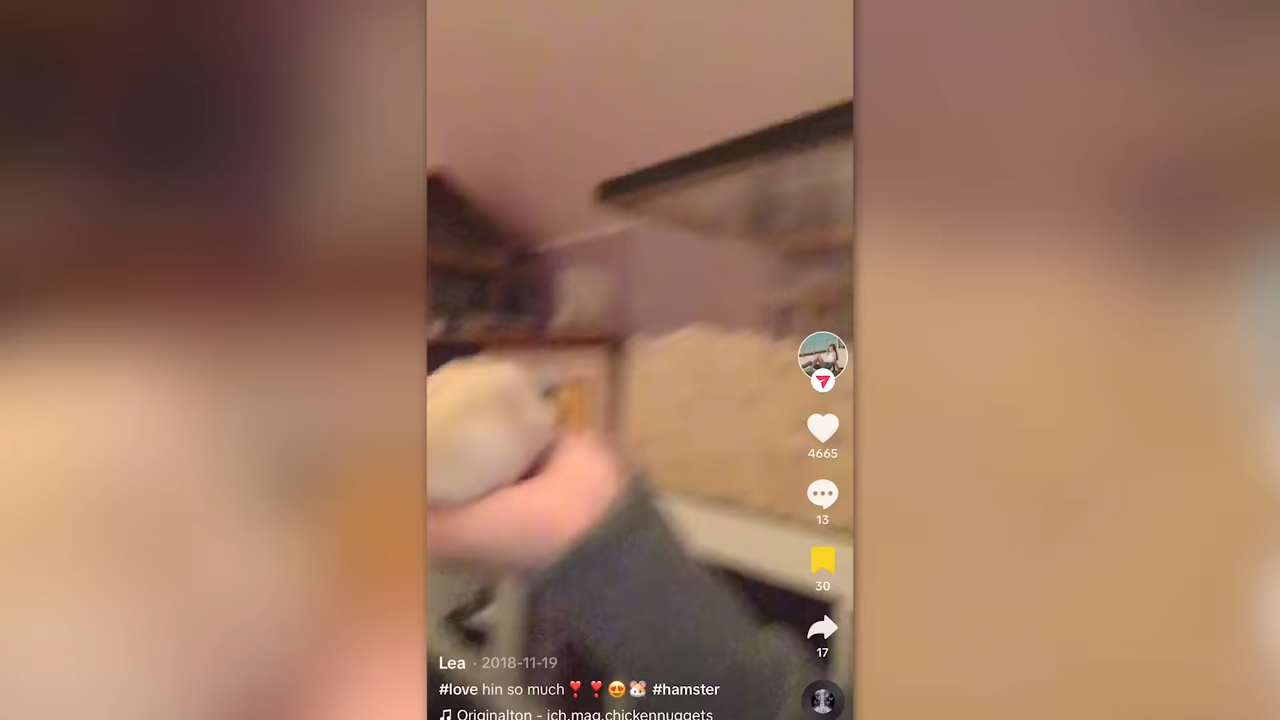 4665
13
30
17
Lea · 2018-11-19
#love hin so much❣️❣️😍🐹 #hamster
Originalton - ich.mag.chickennuggets